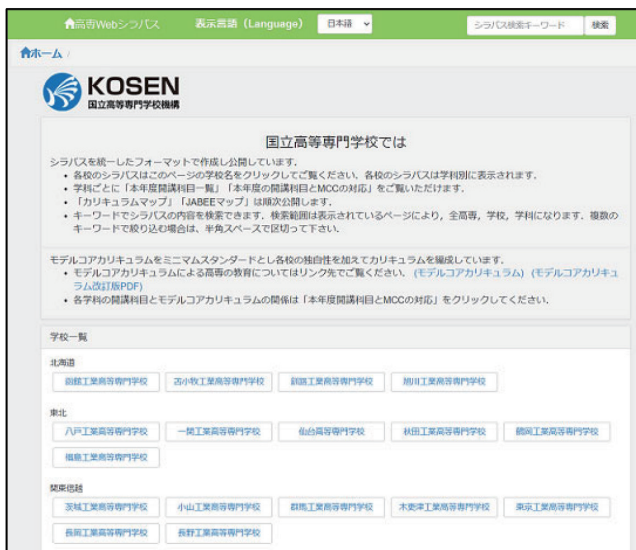 高専Webシラバス 表示言語（Language） 日本語 シラバス検索キーワード 検索
ホーム /
KOSEN
国立高等専門学校機構
国立高等専門学校では
シラバスを統一したフォーマットで作成し公開しています．
・各校のシラバスはこのページの学校名をクリックしてご覧ください．各校のシラバスは学科別に表示されます．
・学科ごとに「本年度開講科目一覧」「本年度の開講科目とMCCの対応」をご覧いただけます．
・「カリキュラムマップ」「JABEEマップ」は順次公開します．
・キーワードでシラバスの内容を検索できます．検索範囲は表示されているページにより，全高専，学校，学科になります．複数の
キーワードで絞り込む場合は，半角スペースで区切って下さい．
モデルコアカリキュラムをミニマムスタンダードとし各校の独自性を加えてカリキュラムを編成しています．
・モデルコアカリキュラムによる高専の教育についてはリンク先でご覧ください．(モデルコアカリキュラム) (モデルコアカリキュ
ラム改訂版PDF)
・各学科の開講科目とモデルコアカリキュラムの関係は「本年度開講科目とMCCの対応」をクリックしてください．
学校一覧
北海道
函館工業高等専門学校 苫小牧工業高等専門学校 釧路工業高等専門学校 旭川工業高等専門学校
東北
八戸工業高等専門学校 一関工業高等専門学校 仙台高等専門学校 秋田工業高等専門学校 鶴岡工業高等専門学校
福島工業高等専門学校
関東信越
茨城工業高等専門学校 小山工業高等専門学校 群馬工業高等専門学校 木更津工業高等専門学校 東京工業高等専門学校
長岡工業高等専門学校 長野工業高等専門学校